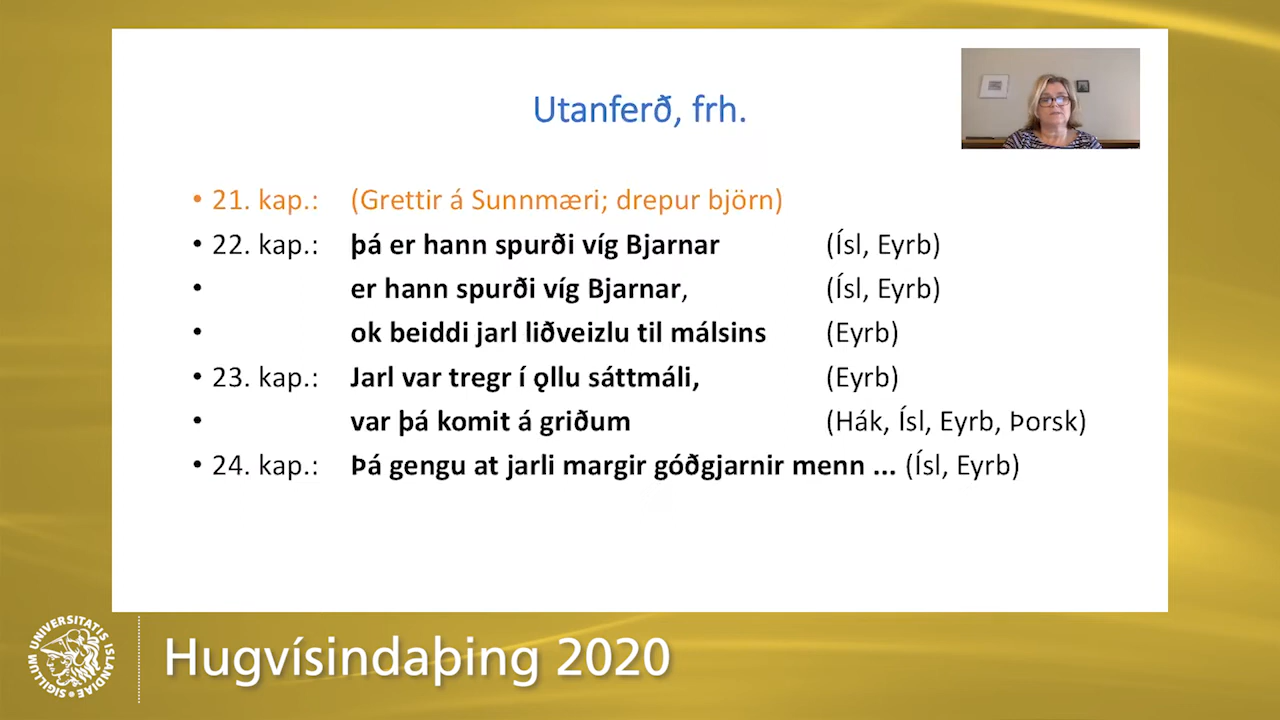 Utanferð, frh.
• 21. kap.: (Grettir á Sunnmæri; drepur björn)
• 22. kap.: þá er hann spurði víg Bjarnar (Ísl, Eyrb)
• er hann spurði víg Bjarnar, (Ísl, Eyrb)
• ok beiddi jarl liðveizlu til málsins (Eyrb)
• 23. kap.: Jarl var tregr í ǫllu sáttmáli, (Eyrb)
• var þá komit á griðum (Hák, Ísl, Eyrb, Þorsk)
• 24. kap.: Þá gengu at jarli margir góðgjarnir menn ... (Ísl, Eyrb)
SIGILLUM UNIVERSITATIS ISLANDIAE
Hugvísindaþing 2020